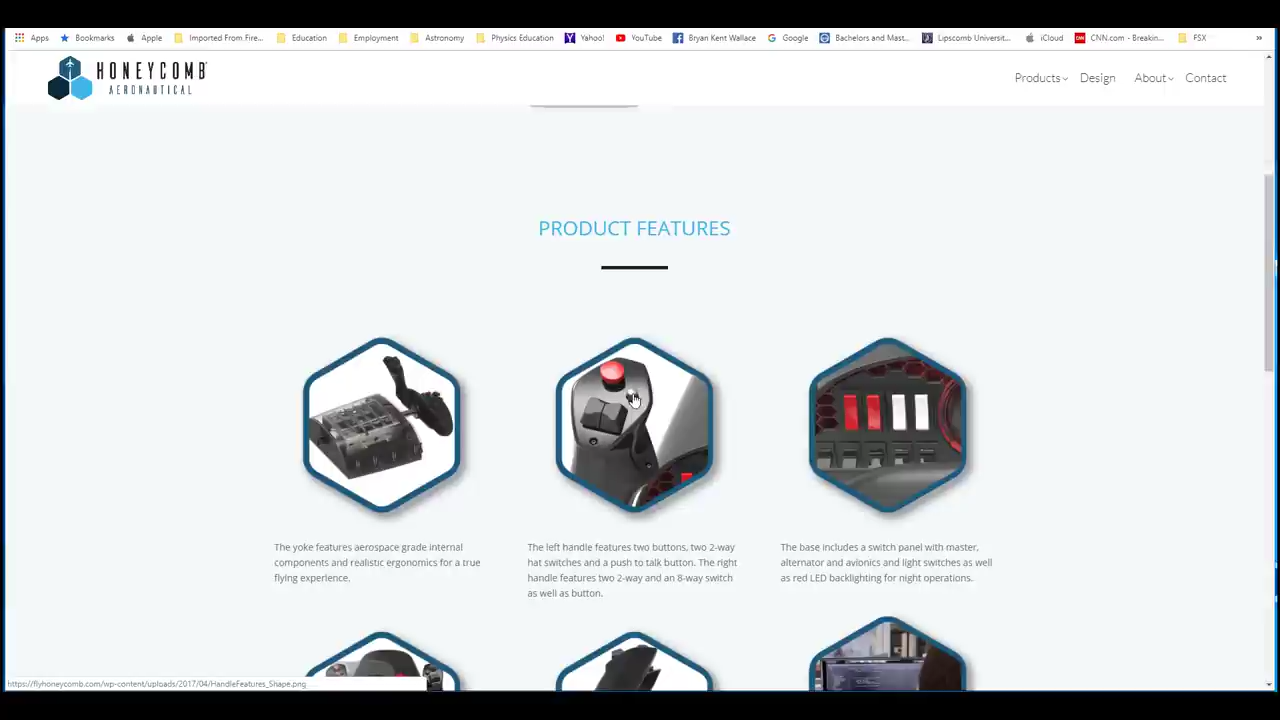 Apps Bookmarks Apple Imported From Fire... Education Employment Astronomy Physics Education Yahoo! YouTube Bryan Kent Wallace Google Bachelors and Mast... Lipscomb Universit... iCloud CNN.com - Breakin... FSX »
HONEYCOMB
AERONAUTICAL
Products Design About Contact
PRODUCT FEATURES
The yoke features aerospace grade internal
components and realistic ergonomics for a true
flying experience.
The left handle features two buttons, two 2-way
hat switches and a push to talk button. The right
handle features two 2-way and an 8-way switch
as well as button.
The base includes a switch panel with master,
alternator and avionics and light switches as well
as red LED backlighting for night operations.
https://flyhoneycomb.com/wp-content/uploads/2017/04/HandleFeatures_Shape.png